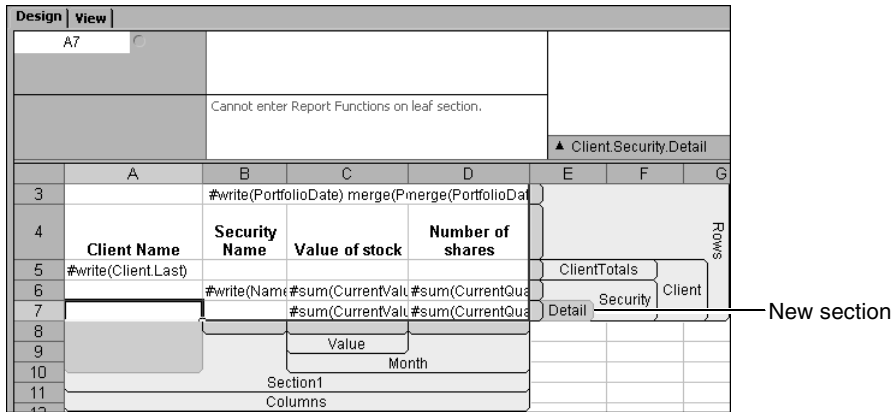 Design View
A7
Cannot enter Report Functions on leaf section.
▲ Client.Security.Detail
A B C D E F G
3 #write(PortfolioDate) merge(P merge(PortfolioDat
4 Client Name Security Name Value of stock Number of shares Rows
5 #write(Client.Last) ClientTotals
6 #write(Name #sum(CurrentValu #sum(CurrentQua Security Client
7 #sum(CurrentValu #sum(CurrentQua Detail
New section
8
9 Value
10 Month
11 Section1
Columns